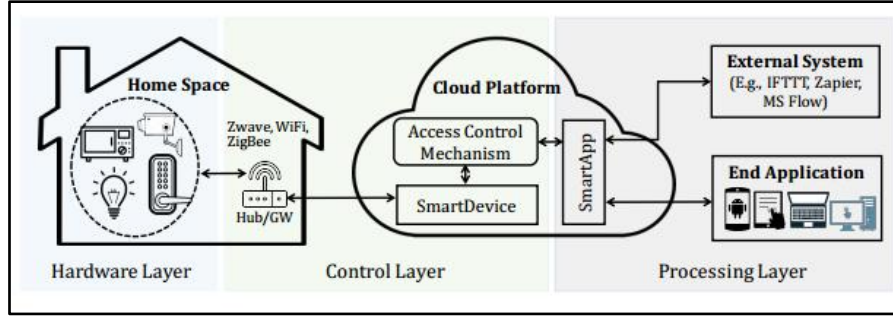 Home Space
Zwave, WiFi,
ZigBee
Hub/GW
Cloud Platform
Access Control
Mechanism
SmartDevice
SmartApp
External System
(E.g., IFTTT, Zapier,
MS Flow)
End Application
Hardware Layer
Control Layer
Processing Layer